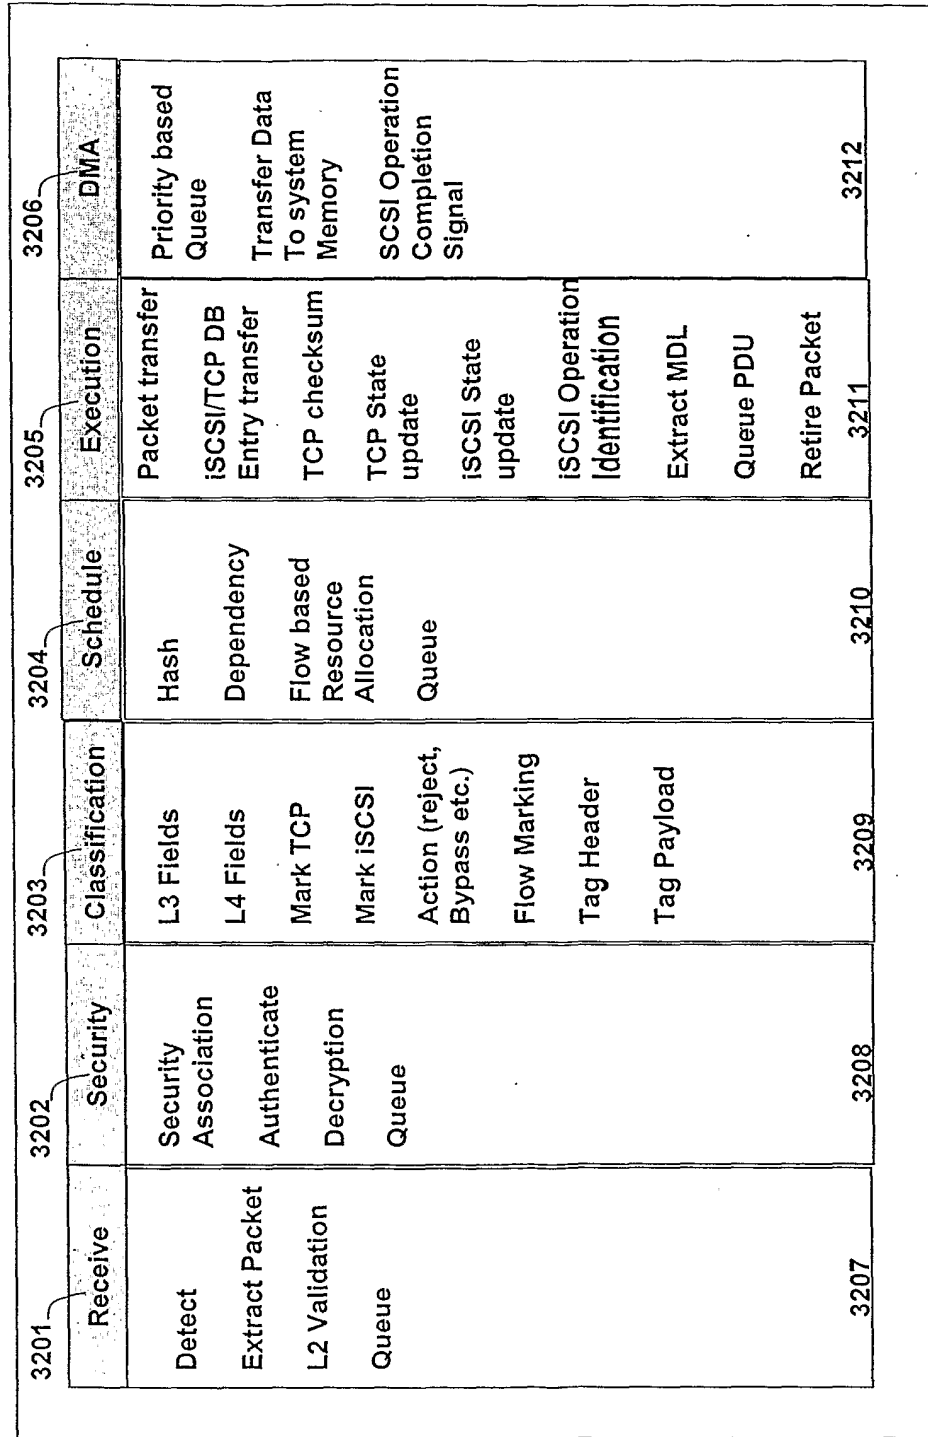 3201
Receive
Detect
Extract Packet
L2 Validation
Queue
3207
3202
Security
Security
Association
Authenticate
Decryption
Queue
3208
3203
Classification
L3 Fields
L4 Fields
Mark TCP
Mark iSCSI
Action (reject,
Bypass etc.)
Flow Marking
Tag Header
Tag Payload
3209
3204
Schedule
Hash
Dependency
Flow based
Resource
Allocation
Queue
3210
3205
Execution
Packet transfer
iSCSI/TCP DB
Entry transfer
TCP checksum
TCP State
update
iSCSI State
update
iSCSI Operation
Identification
Extract MDL
Queue PDU
Retire Packet
3211
3206
DMA
Priority based
Queue
Transfer Data
To system
Memory
SCSI Operation
Completion
Signal
3212